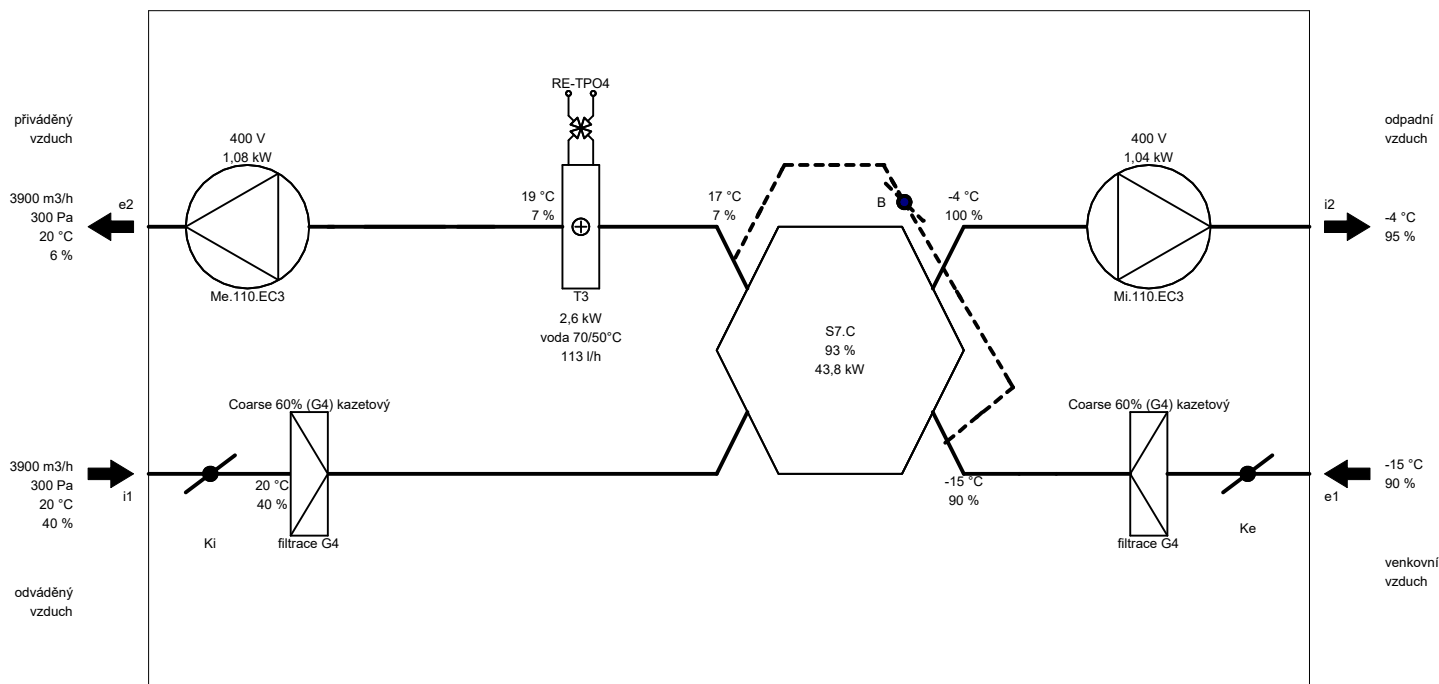 RE-TPO4
přiváděný
vzduch
400 V
1,08 kW
400 V
1,04 kW
odpadní
vzduch
3900 m3/h
300 Pa
20 °C
6 %
e2
19 °C
7 %
17 °C
7 %
B
-4 °C
100 %
i2
-4 °C
95 %
Me.110.EC3
T3
2,6 kW
voda 70/50°C
113 l/h
Mi.110.EC3
S7.C
93 %
43,8 kW
Coarse 60% (G4) kazetový
Coarse 60% (G4) kazetový
3900 m3/h
300 Pa
20 °C
40 %
i1
20 °C
40 %
-15 °C
90 %
-15 °C
90 %
e1
Ki
filtrace G4
filtrace G4
Ke
odváděný
vzduch
venkovní
vzduch